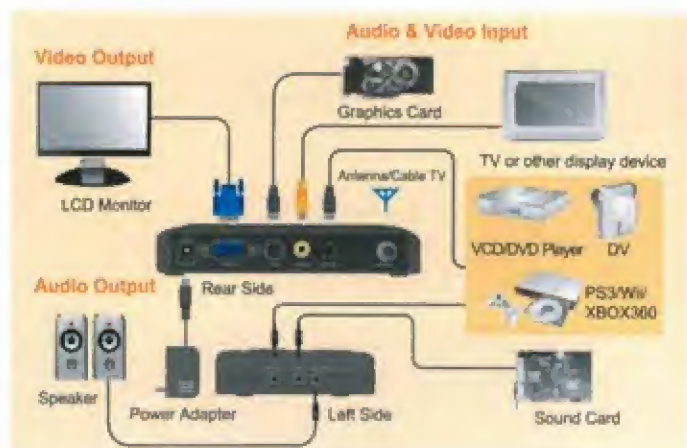 Audio & Video Input
Video Output
Graphics Card
TV or other display device
Antenna/Cable TV
LCD Monitor
VCD/DVD Player
DV
Audio Output
Rear Side
PS3/Wii/
XBOX360
Speaker
Power Adapter
Left Side
Sound Card